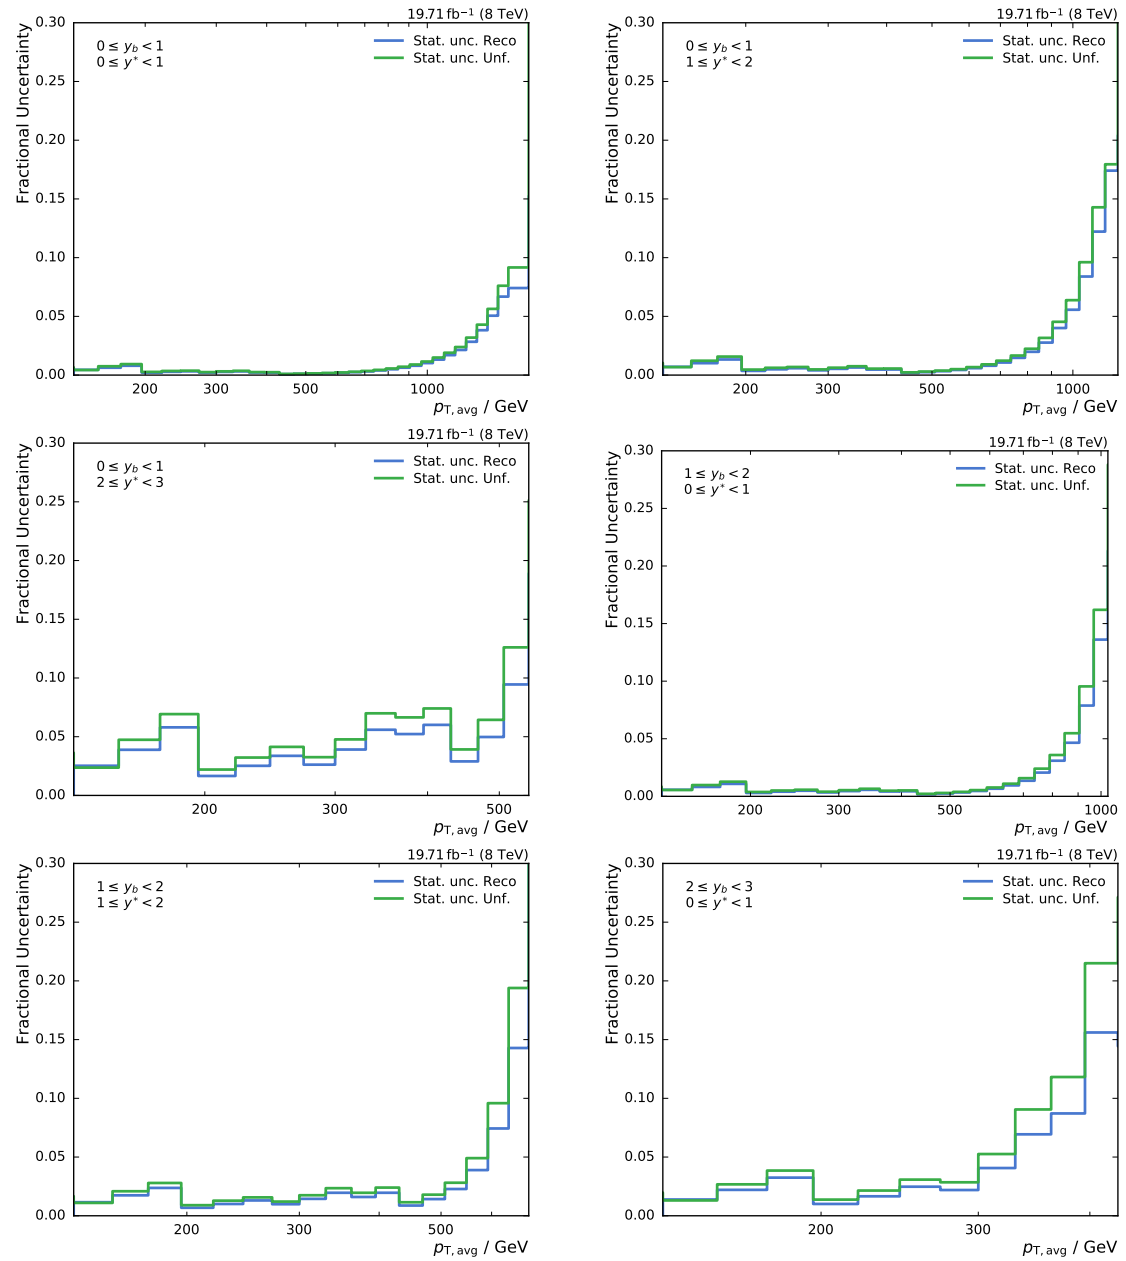 19.71 fb⁻¹ (8 TeV)
0 ≤ y_b < 1
0 ≤ y* < 1
Stat. unc. Reco
Stat. unc. Unf.
Fractional Uncertainty
0.30
0.25
0.20
0.15
0.10
0.05
0.00
200 300 500 1000
p_T,avg / GeV
19.71 fb⁻¹ (8 TeV)
0 ≤ y_b < 1
1 ≤ y* < 2
Stat. unc. Reco
Stat. unc. Unf.
Fractional Uncertainty
0.30
0.25
0.20
0.15
0.10
0.05
0.00
200 300 500 1000
p_T,avg / GeV
19.71 fb⁻¹ (8 TeV)
0 ≤ y_b < 1
2 ≤ y* < 3
Stat. unc. Reco
Stat. unc. Unf.
Fractional Uncertainty
0.30
0.25
0.20
0.15
0.10
0.05
0.00
200 300 500
p_T,avg / GeV
19.71 fb⁻¹ (8 TeV)
1 ≤ y_b < 2
0 ≤ y* < 1
Stat. unc. Reco
Stat. unc. Unf.
Fractional Uncertainty
0.30
0.25
0.20
0.15
0.10
0.05
0.00
200 300 500 1000
p_T,avg / GeV
19.71 fb⁻¹ (8 TeV)
1 ≤ y_b < 2
1 ≤ y* < 2
Stat. unc. Reco
Stat. unc. Unf.
Fractional Uncertainty
0.30
0.25
0.20
0.15
0.10
0.05
0.00
200 300 500
p_T,avg / GeV
19.71 fb⁻¹ (8 TeV)
2 ≤ y_b < 3
0 ≤ y* < 1
Stat. unc. Reco
Stat. unc. Unf.
Fractional Uncertainty
0.30
0.25
0.20
0.15
0.10
0.05
0.00
200 300
p_T,avg / GeV